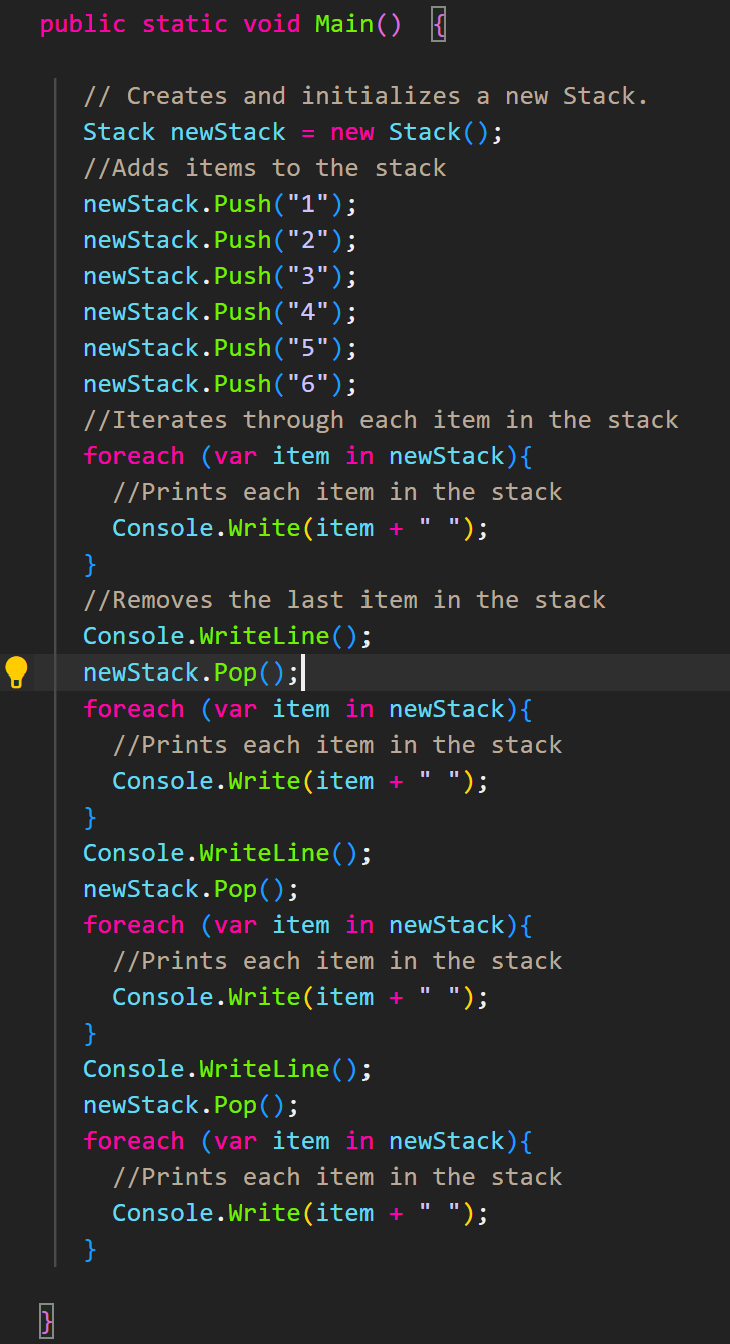 public static void Main() {
// Creates and initializes a new Stack.
Stack newStack = new Stack();
//Adds items to the stack
newStack.Push("1");
newStack.Push("2");
newStack.Push("3");
newStack.Push("4");
newStack.Push("5");
newStack.Push("6");
//Iterates through each item in the stack
foreach (var item in newStack){
//Prints each item in the stack
Console.Write(item + " ");
}
//Removes the last item in the stack
Console.WriteLine();
newStack.Pop();
foreach (var item in newStack){
//Prints each item in the stack
Console.Write(item + " ");
}
Console.WriteLine();
newStack.Pop();
foreach (var item in newStack){
//Prints each item in the stack
Console.Write(item + " ");
}
Console.WriteLine();
newStack.Pop();
foreach (var item in newStack){
//Prints each item in the stack
Console.Write(item + " ");
}
}